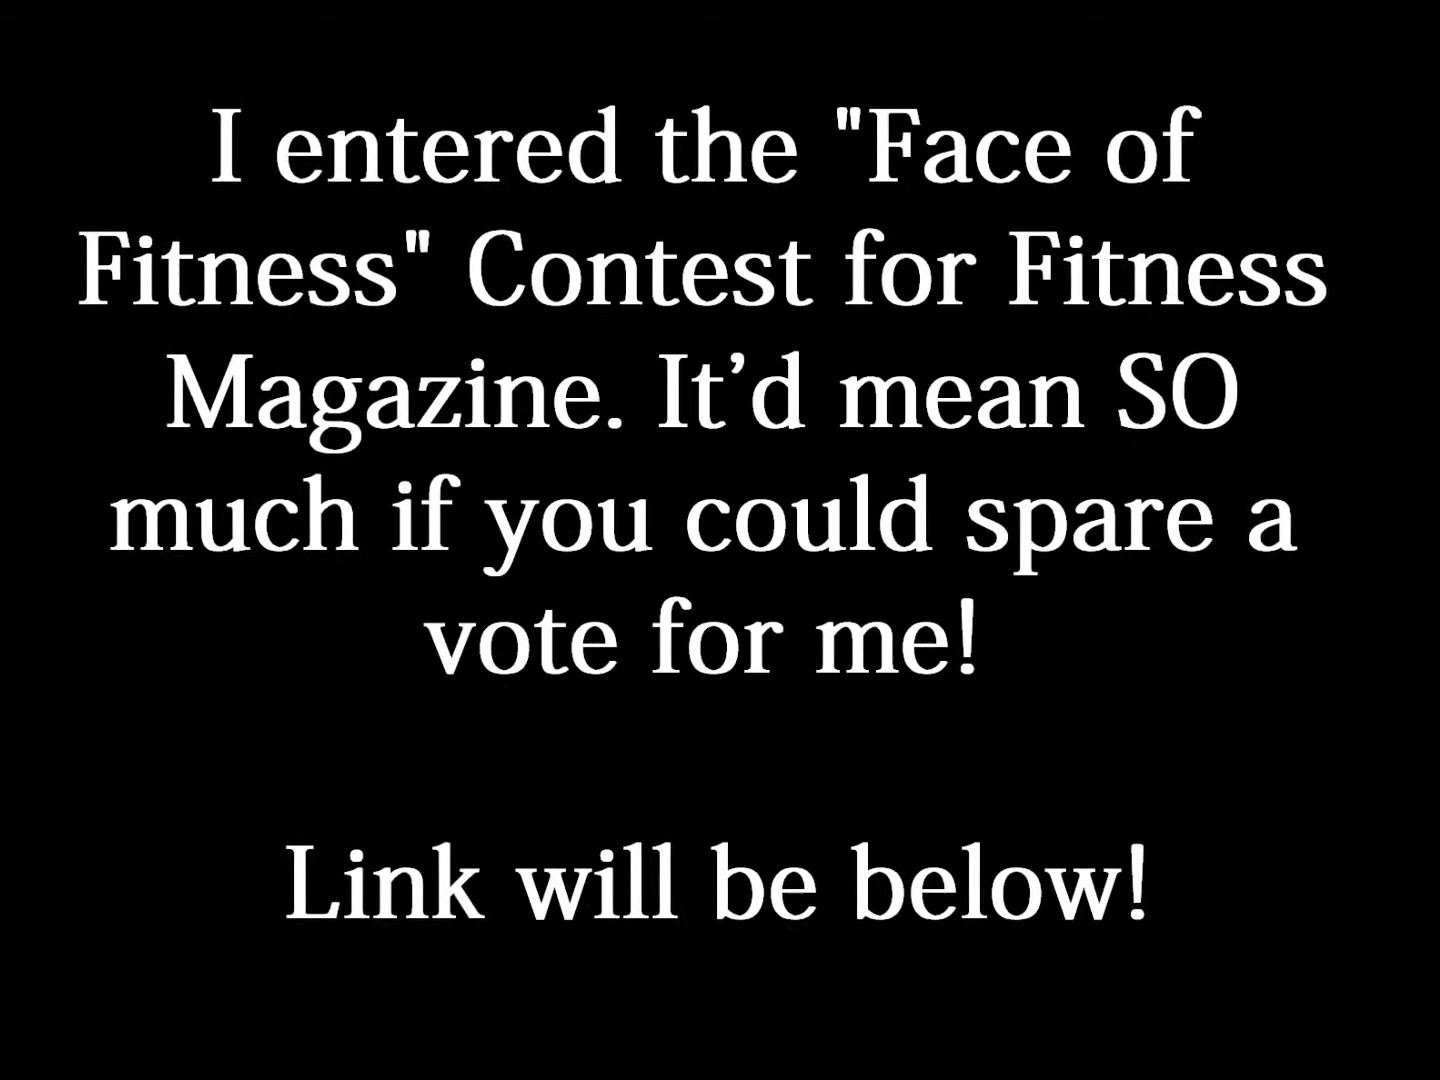 I entered the "Face of
Fitness" Contest for Fitness
Magazine. It’d mean SO
much if you could spare a
vote for me!
Link will be below!